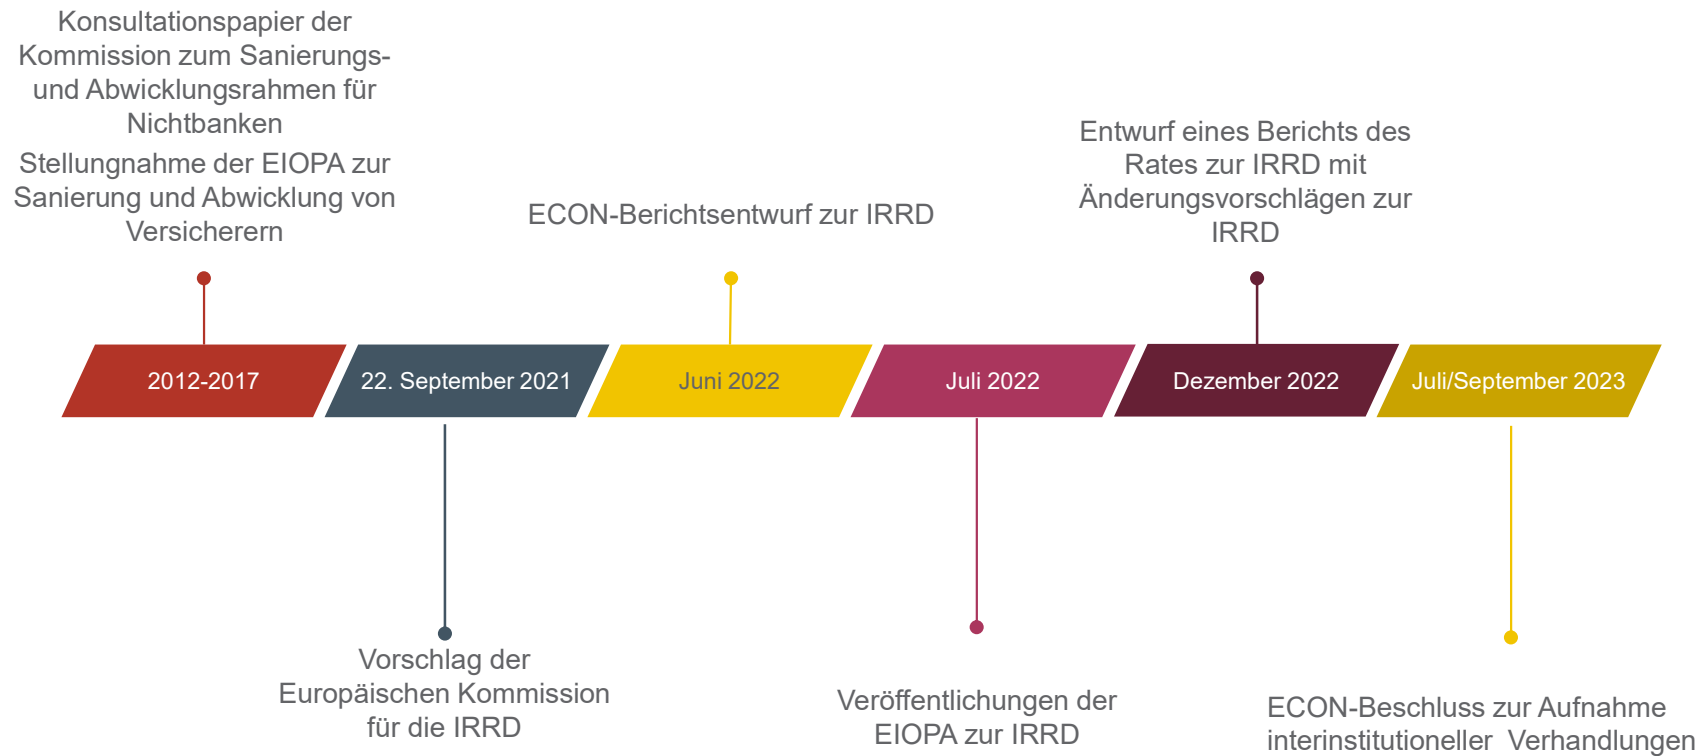 Konsultationspapier der
Kommission zum Sanierungs-
und Abwicklungsrahmen für
Nichtbanken
Stellungnahme der EIOPA zur
Sanierung und Abwicklung von
Versicherern
ECON-Berichtsentwurf zur IRRD
Entwurf eines Berichts des
Rates zur IRRD mit
Änderungsvorschlägen zur
IRRD
2012-2017
22. September 2021
Juni 2022
Juli 2022
Dezember 2022
Juli/September 2023
Vorschlag der
Europäischen Kommission
für die IRRD
Veröffentlichungen der
EIOPA zur IRRD
ECON-Beschluss zur Aufnahme
interinstitutioneller Verhandlungen